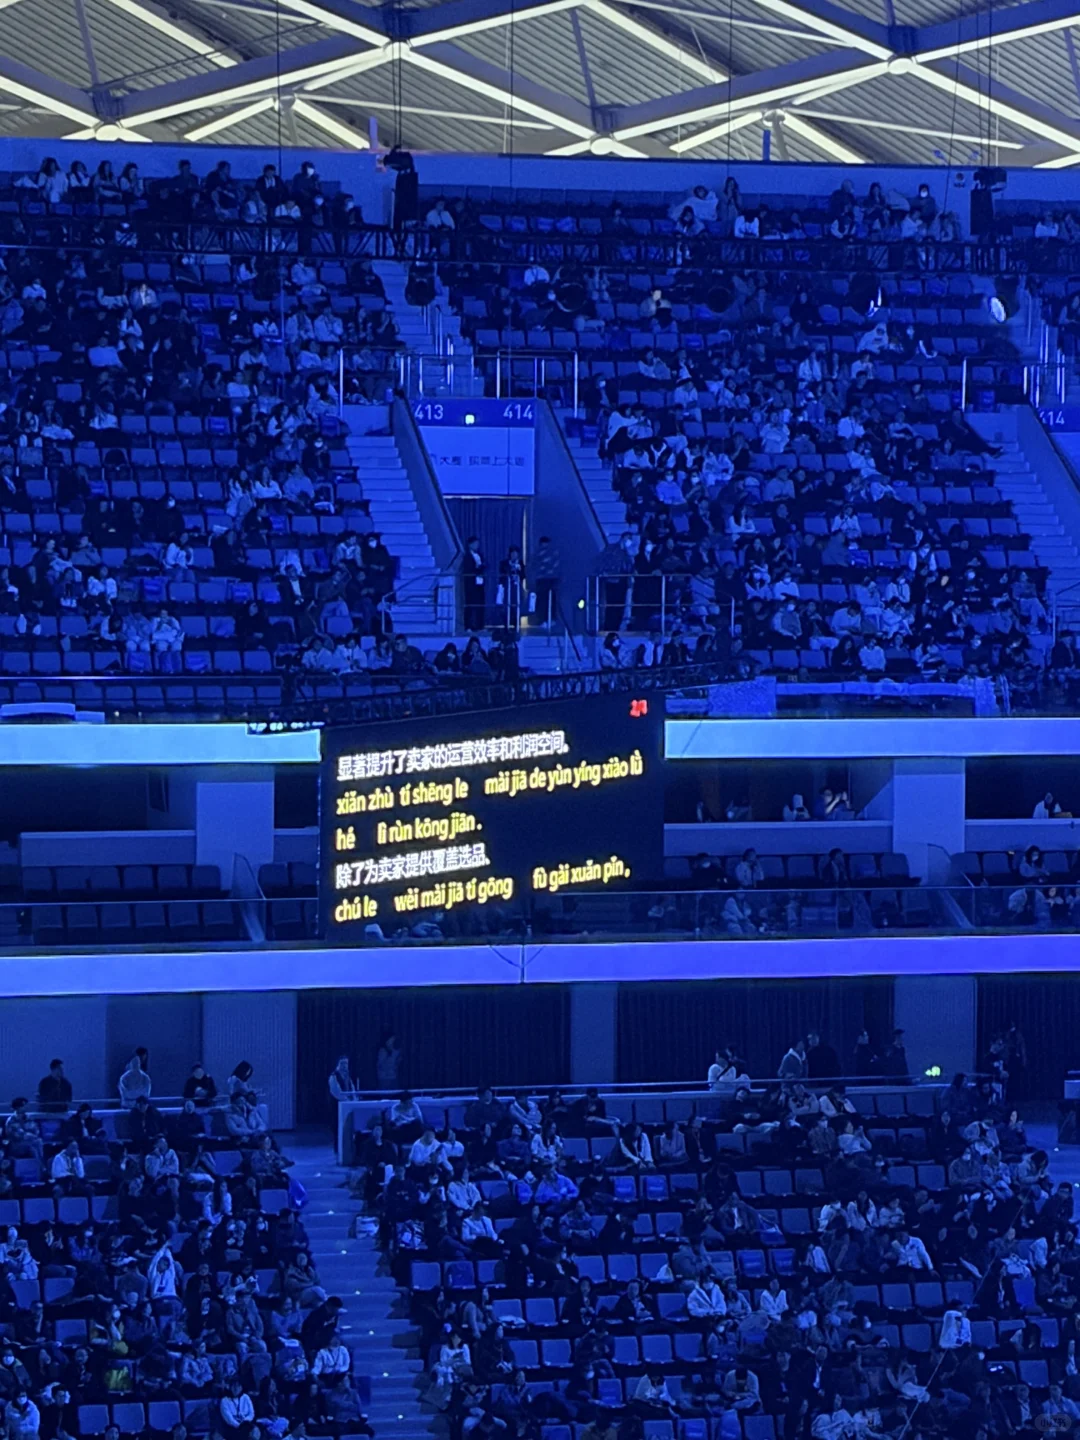 413 414
414
2/4
显著提升了卖家的运营效率和利润空间。
xiǎn zhù tí shēng le mài jiā de yùn yíng xiào lǜ
hé lì rùn kōng jiān .
除了为卖家提供覆盖选品、
chú le wèi mài jiā tí gōng fù gài xuǎn pǐn 、